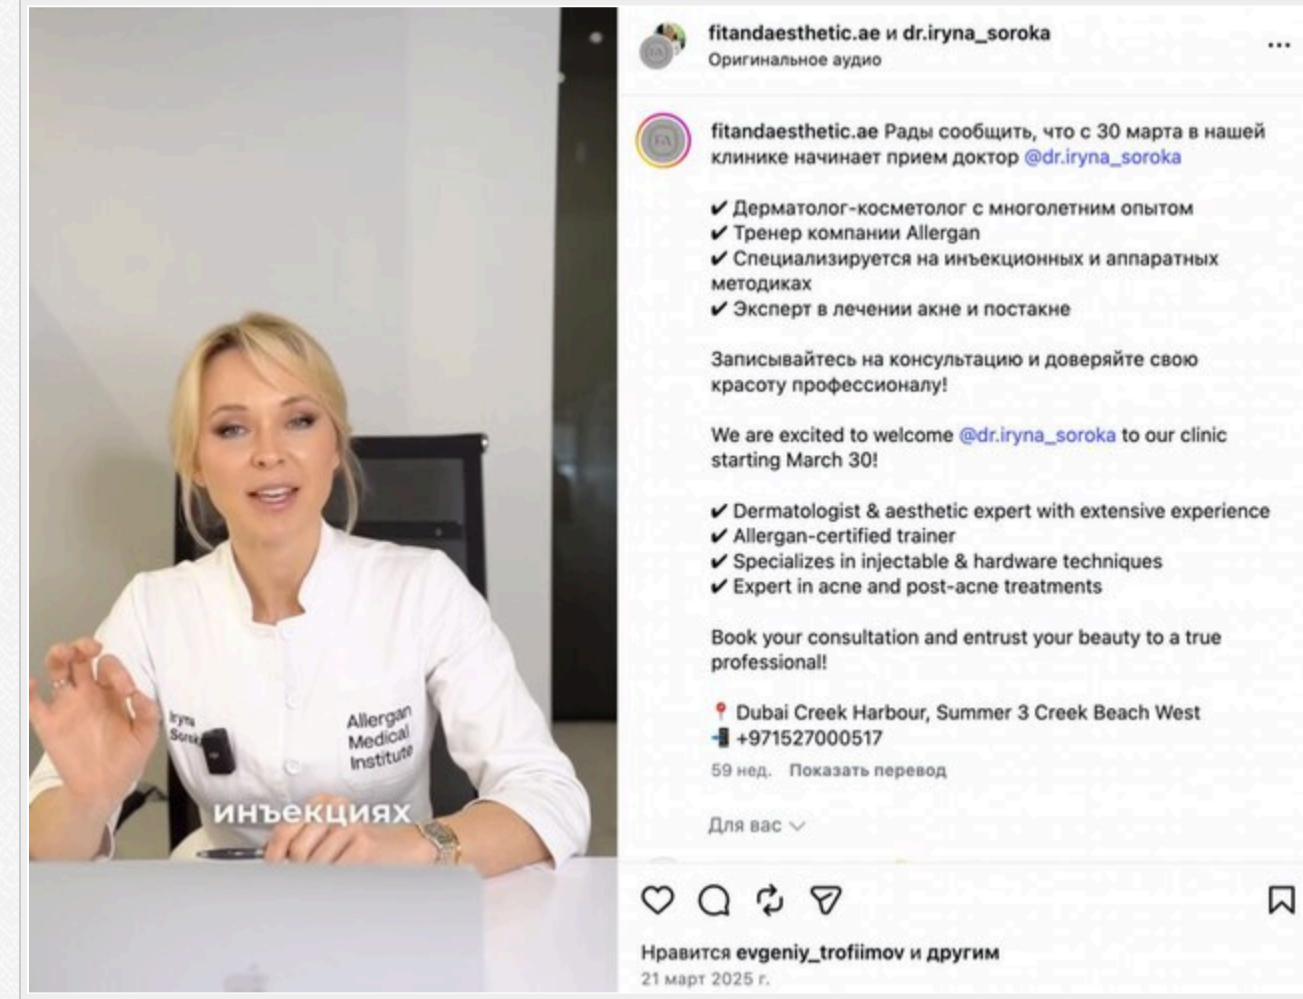 fitandaesthetic.ae и dr.iryna_soroka
Оригинальное аудио
fitandaesthetic.ae Рады сообщить, что с 30 марта в нашей
клинике начинает прием доктор @dr.iryna_soroka
✔ Дерматолог-косметолог с многолетним опытом
✔ Тренер компании Allergan
✔ Специализируется на инъекционных и аппаратных
методиках
✔ Эксперт в лечении акне и постакне
Записывайтесь на консультацию и доверяйте свою
красоту профессионалу!
We are excited to welcome @dr.iryna_soroka to our clinic
starting March 30!
✔ Dermatologist & aesthetic expert with extensive experience
✔ Allergan-certified trainer
✔ Specializes in injectable & hardware techniques
✔ Expert in acne and post-acne treatments
Book your consultation and entrust your beauty to a true
professional!
📍 Dubai Creek Harbour, Summer 3 Creek Beach West
📲 +971527000517
59 нед. Показать перевод
Для вас
Нравится evgeniy_trofiimov и другим
21 март 2025 г.
Iryna
Soroka
Allergan
Medical
Institute
инъекциях
FA